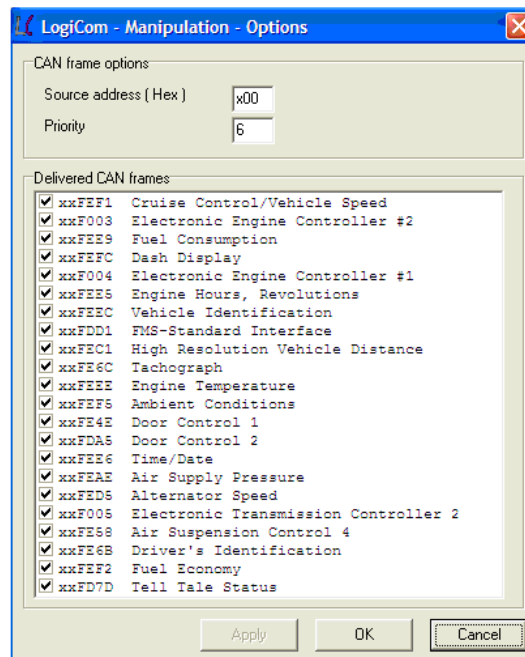 LogiCom - Manipulation - Options
CAN frame options
Source address ( Hex ) x00
Priority 6
Delivered CAN frames
xxFEF1 Cruise Control/Vehicle Speed
xxF003 Electronic Engine Controller #2
xxFEE9 Fuel Consumption
xxFEFC Dash Display
xxF004 Electronic Engine Controller #1
xxFEE5 Engine Hours, Revolutions
xxFEEC Vehicle Identification
xxFDD1 FMS-Standard Interface
xxFEC1 High Resolution Vehicle Distance
xxFE6C Tachograph
xxFEEE Engine Temperature
xxFEF5 Ambient Conditions
xxFE4E Door Control 1
xxFDA5 Door Control 2
xxFEE6 Time/Date
xxFEAE Air Supply Pressure
xxFED5 Alternator Speed
xxF005 Electronic Transmission Controller 2
xxFE58 Air Suspension Control 4
xxFE6B Driver's Identification
xxFEF2 Fuel Economy
xxFD7D Tell Tale Status
Apply OK Cancel